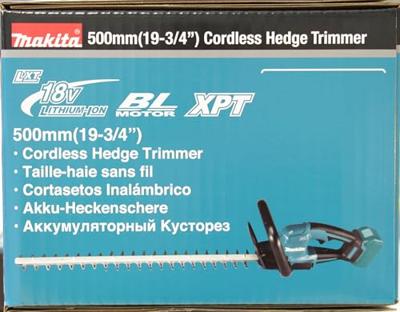 Makita 500mm(19-3/4") Cordless Hedge Trimmer
LXT 18V LITHIUM-ION BL MOTOR XPT
500mm(19-3/4")
· Cordless Hedge Trimmer
· Taille-haie sans fil
· Cortasetos Inalámbrico
· Akku-Heckenschere
· Аккумуляторный Кусторез
Makita